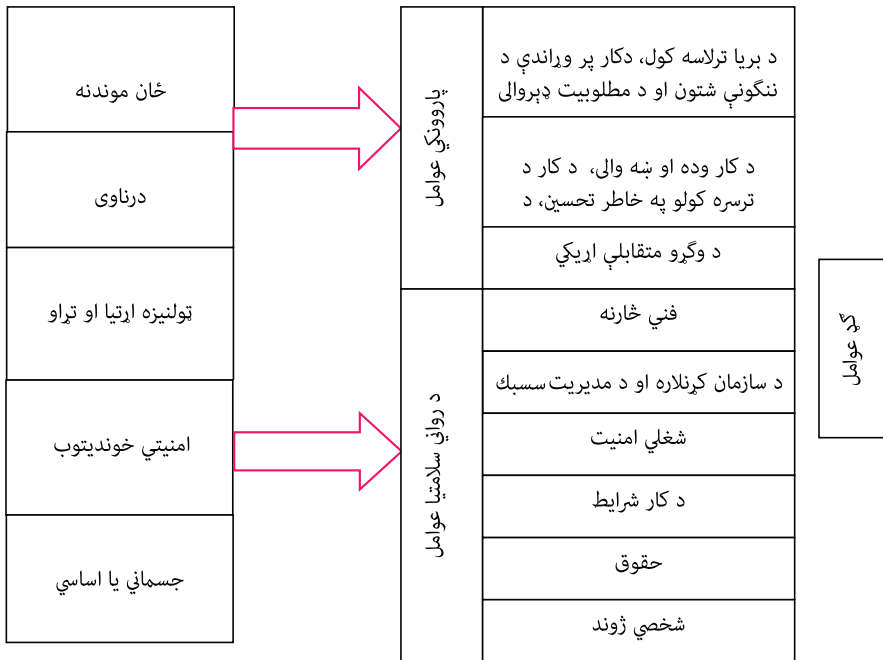 ځان موندنه
درناوی
ټولنیزه اړتیا او تړاو
امنیتي خوندیتوب
جسماني یا اساسي
پاروونکي عوامل
د رواني سلامتیا عوامل
د بریا ترلاسه کول، دکار پر وړاندې د
ننګونې شتون او د مطلوبیت ډېروالی
د کار وده او ښه والی، د کار د
ترسره کولو په خاطر تحسین، د
د وګړو متقابلې اړیکي
فني څارنه
د سازمان کړنلاره او د مدیریت سسبك
شغلي امنیت
د کار شرایط
حقوق
شخصي ژوند
ګډ عوامل